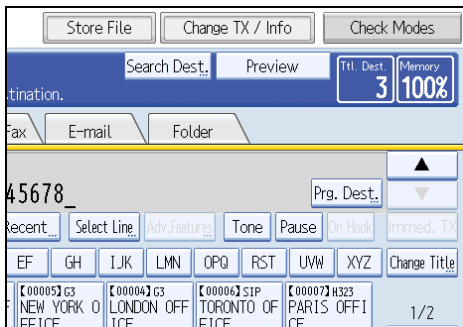 Store File Change TX / Info Check Modes
Search Dest. Preview Ttl. Dest. Memory
tination. 3 100%
Fax E-mail Folder
▲
45678_ Prg. Dest. ▼
Recent Select Line Adv.Features Tone Pause On Hook Immed. TX
EF GH IJK LMN OPQ RST UVW XYZ Change Title
【00005】G3 【00004】G3 【00006】SIP 【00007】H323
F NEW YORK O LONDON OFF TORONTO OF PARIS OFFI 1/2
FFICE ICE FICE CE